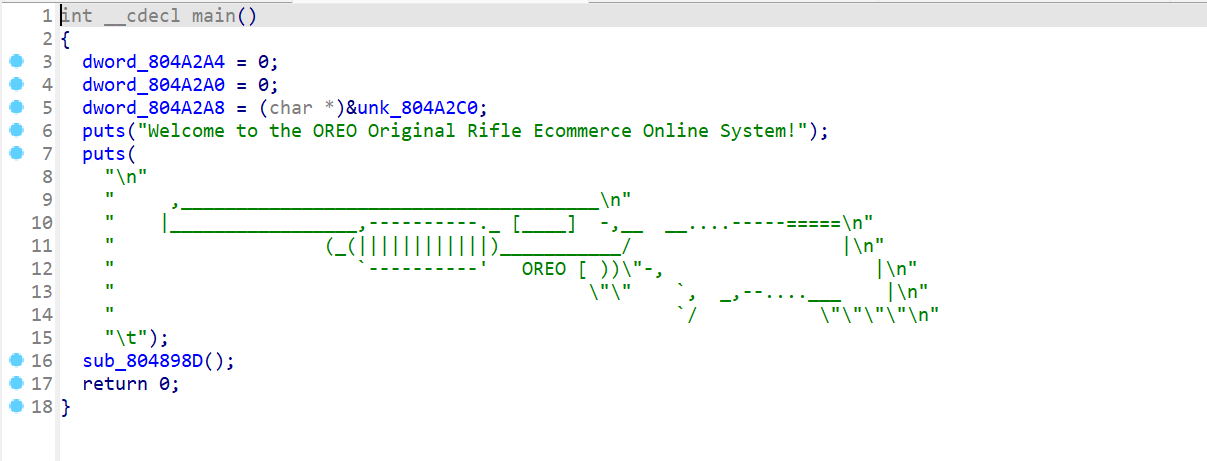 1 int __cdecl main()
2 {
3   dword_804A2A4 = 0;
4   dword_804A2A0 = 0;
5   dword_804A2A8 = (char *)&unk_804A2C0;
6   puts("Welcome to the OREO Original Rifle Ecommerce Online System!");
7   puts(
8     "\n"
9     "     ,______________________________________\n"
10     "    |_________________,----------._ [____]  -,__  __....-----=====\n"
11     "                   (_(||||||||||||)___________/                   |\n"
12     "                      `----------'   OREO [ ))\"-,                   |\n"
13     "                                           \"\"    `,  _,--....___    |\n"
14     "                                                   `/           \"\"\"\"\n"
15     "\t");
16   sub_804898D();
17   return 0;
18 }